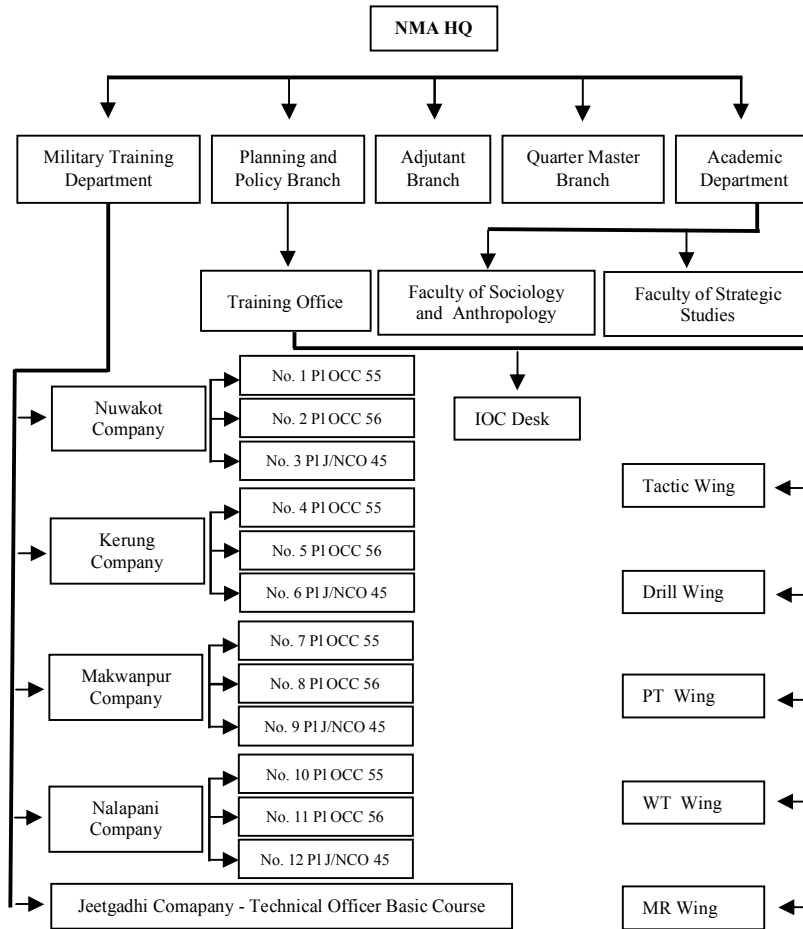 NMA HQ
Military Training
Department
Planning and
Policy Branch
Adjutant
Branch
Quarter Master
Branch
Academic
Department
Training Office
Faculty of Sociology
and Anthropology
Faculty of Strategic
Studies
IOC Desk
Nuwakot
Company
No. 1 Pl OCC 55
No. 2 Pl OCC 56
No. 3 Pl J/NCO 45
Kerung
Company
No. 4 Pl OCC 55
No. 5 Pl OCC 56
No. 6 Pl J/NCO 45
Makwanpur
Company
No. 7 Pl OCC 55
No. 8 Pl OCC 56
No. 9 Pl J/NCO 45
Nalapani
Company
No. 10 Pl OCC 55
No. 11 Pl OCC 56
No. 12 Pl J/NCO 45
Jeetgadhi Comapany - Technical Officer Basic Course
Tactic Wing
Drill Wing
PT Wing
WT Wing
MR Wing